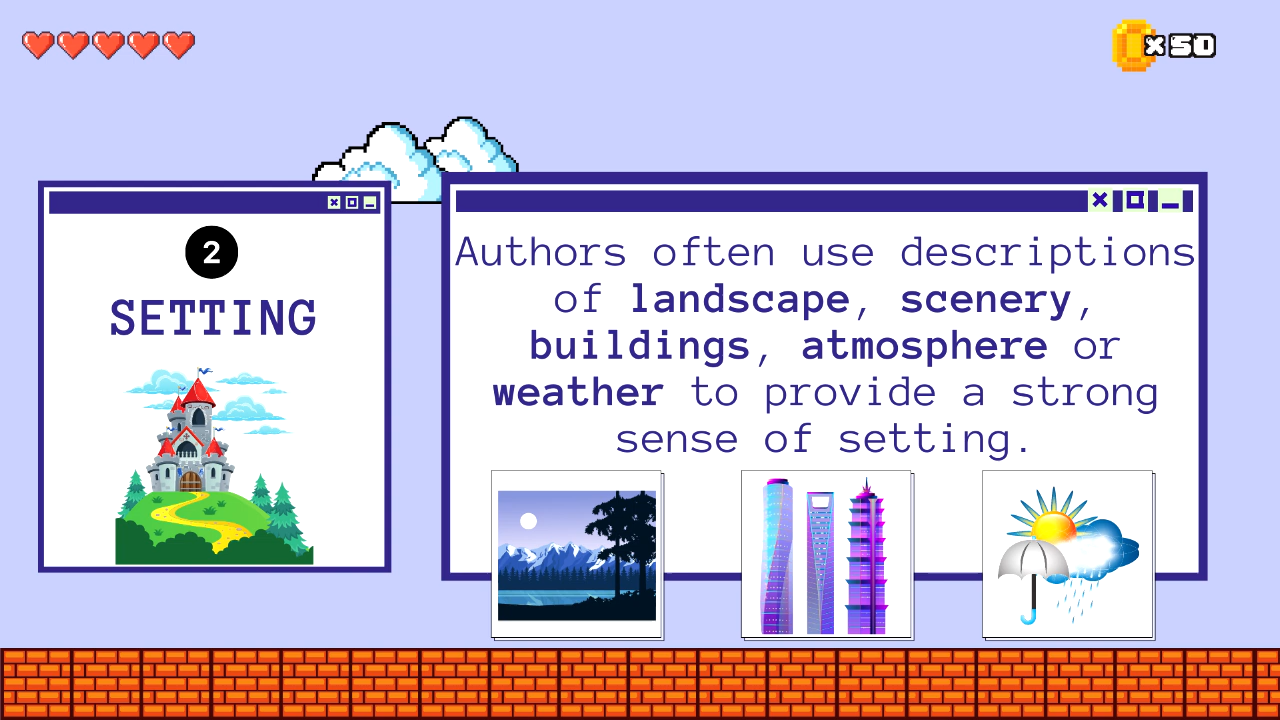 x 50
2
SETTING
Authors often use descriptions
of landscape, scenery,
buildings, atmosphere or
weather to provide a strong
sense of setting.